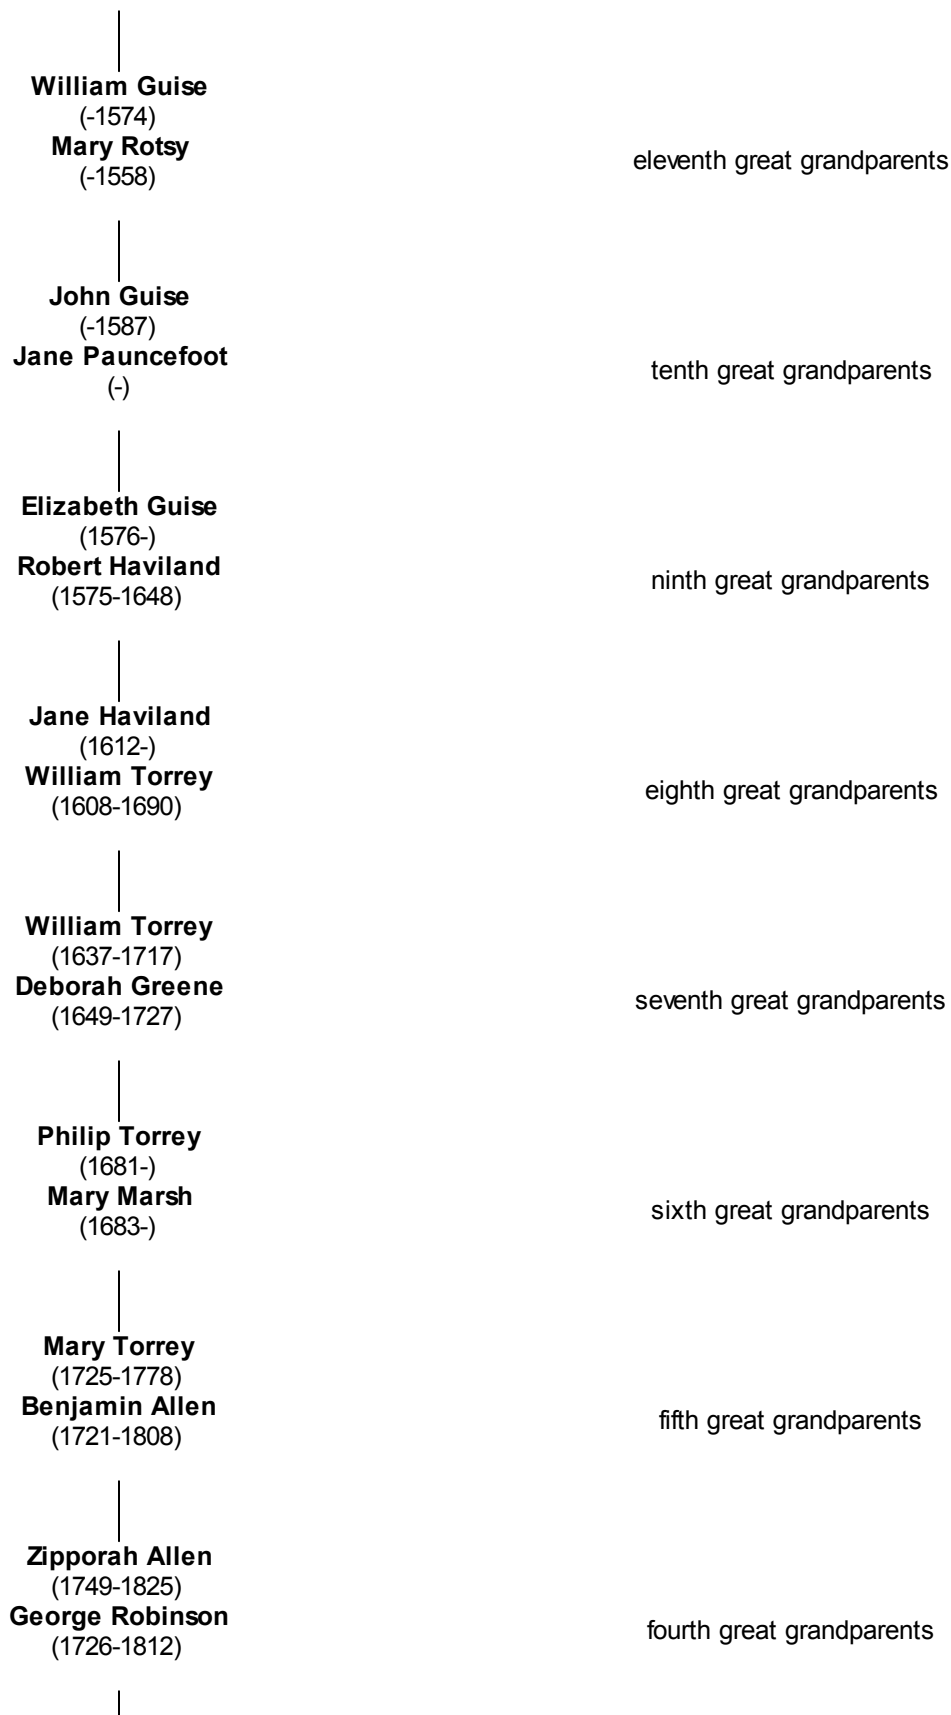 William Guise
(-1574)
Mary Rotsy
(-1558)
eleventh great grandparents
John Guise
(-1587)
Jane Pauncefoot
(-)
tenth great grandparents
Elizabeth Guise
(1576-)
Robert Haviland
(1575-1648)
ninth great grandparents
Jane Haviland
(1612-)
William Torrey
(1608-1690)
eighth great grandparents
William Torrey
(1637-1717)
Deborah Greene
(1649-1727)
seventh great grandparents
Philip Torrey
(1681-)
Mary Marsh
(1683-)
sixth great grandparents
Mary Torrey
(1725-1778)
Benjamin Allen
(1721-1808)
fifth great grandparents
Zipporah Allen
(1749-1825)
George Robinson
(1726-1812)
fourth great grandparents